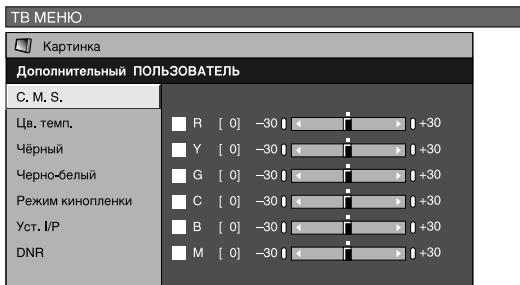 ТВ МЕНЮ
Картинка
Дополнительный ПОЛЬЗОВАТЕЛЬ
C. M. S.
Цв. темп. R [ 0] –30 +30
Чёрный Y [ 0] –30 +30
Черно-белый G [ 0] –30 +30
Режим кинопленки C [ 0] –30 +30
Уст. I/P B [ 0] –30 +30
DNR M [ 0] –30 +30